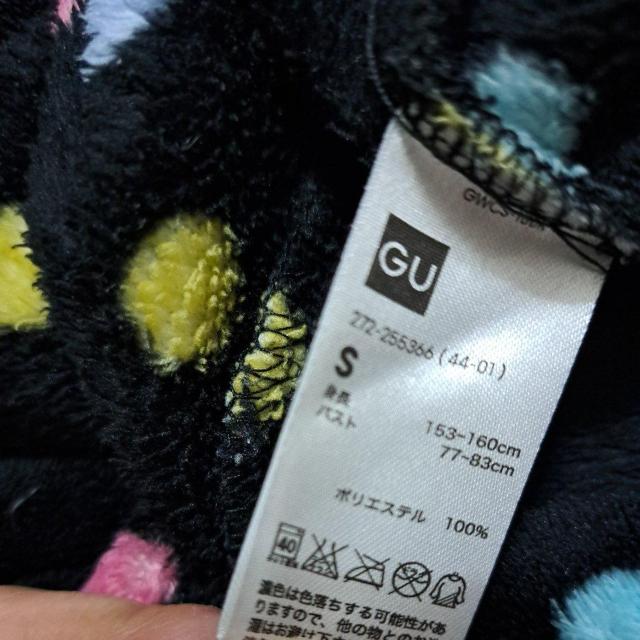 GU
272-255366 (44-01)
S
身長 153~160cm
バスト 77~83cm
ポリエステル 100%
40
濃色は色落ちする可能性があ
りますので、他の物との